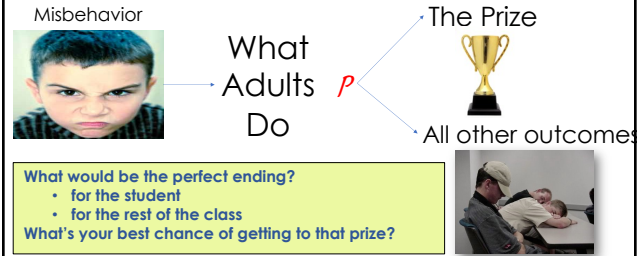 Misbehavior
What
Adults
Do
p
The Prize
All other outcomes
What would be the perfect ending?
• for the student
• for the rest of the class
What's your best chance of getting to that prize?